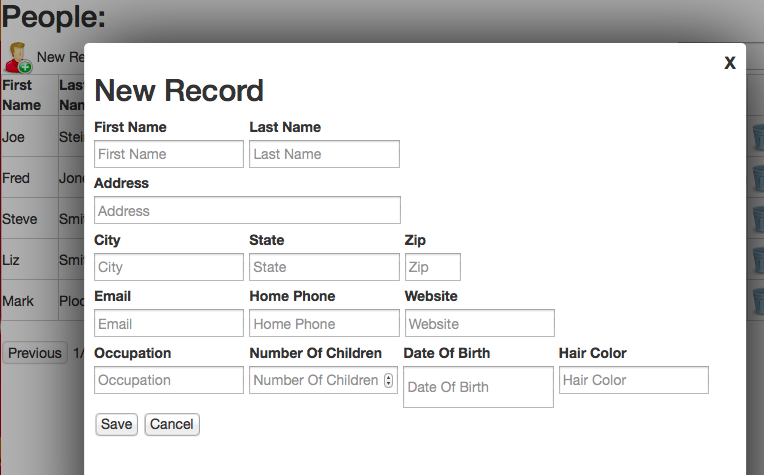 People:
New Re
X
New Record
First Name Last Name
First Name Last Name
Address
Address
City State Zip
City State Zip
Email Home Phone Website
Email Home Phone Website
Occupation Number Of Children Date Of Birth Hair Color
Occupation Number Of Children Date Of Birth Hair Color
Save Cancel
First Las
Name Nan
Joe Stei
Fred Jon
Steve Smi
Liz Smi
Mark Ploc
Previous 1/